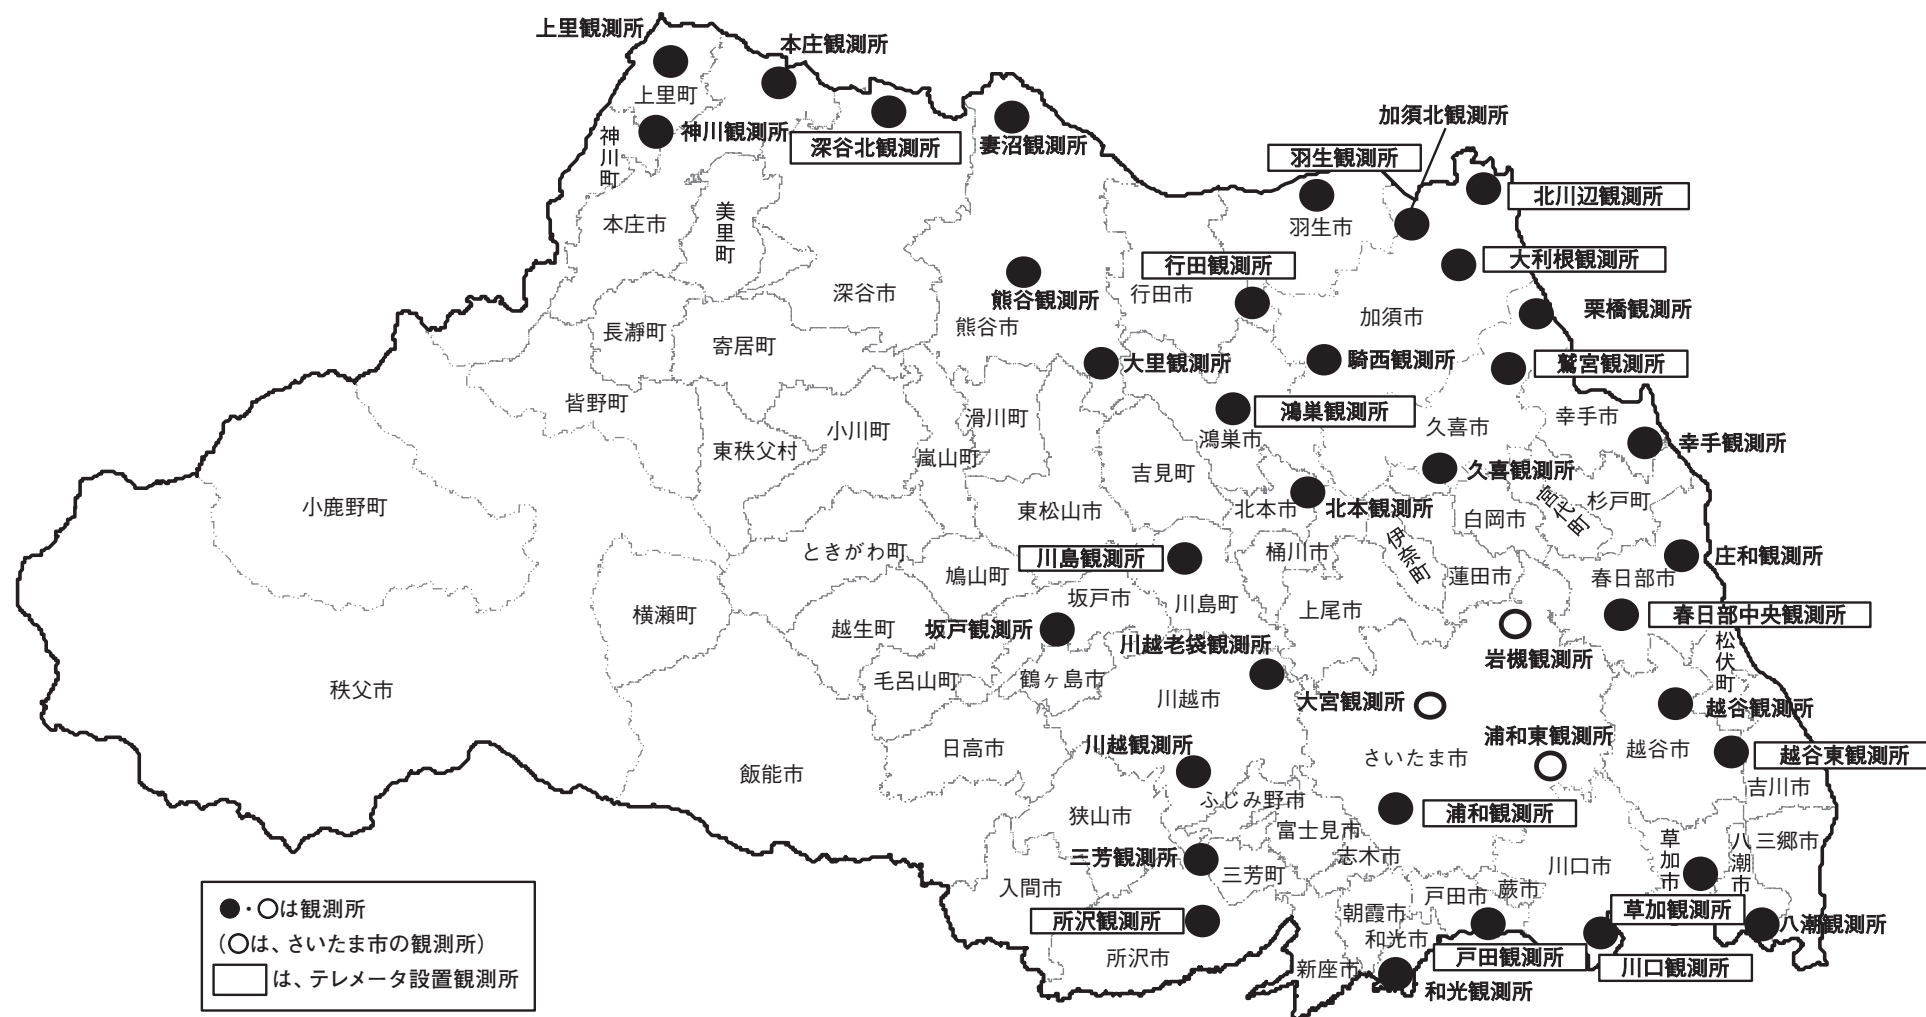 上里観測所
本庄観測所
上里町
神川観測所
神川町
深谷北観測所
妻沼観測所
加須北観測所
羽生観測所
北川辺観測所
羽生市
本庄市
美里町
大利根観測所
行田観測所
行田市
深谷市
熊谷観測所
熊谷市
加須市
栗橋観測所
長瀞町
寄居町
大里観測所
騎西観測所
鷲宮観測所
皆野町
滑川町
鴻巣観測所
鴻巣市
久喜市
幸手市
幸手観測所
東秩父村
小川町
嵐山町
吉見町
久喜観測所
小鹿野町
東松山市
北本市
北本観測所
白岡市
宮代町
杉戸町
ときがわ町
鳩山町
川島観測所
桶川市
伊奈町
蓮田市
庄和観測所
春日部市
横瀬町
越生町
坂戸市
坂戸観測所
川島町
上尾市
春日部中央観測所
川越老袋観測所
岩槻観測所
松伏町
秩父市
毛呂山町
鶴ヶ島市
川越市
大宮観測所
越谷観測所
日高市
川越観測所
浦和東観測所
さいたま市
越谷市
越谷東観測所
飯能市
吉川市
狭山市
ふじみ野市
浦和観測所
富士見市
志木市
三芳観測所
三芳町
川口市
草加市
八潮市
三郷市
入間市
戸田市
蕨市
所沢観測所
朝霞市
草加観測所
八潮観測所
和光市
所沢市
新座市
戸田観測所
川口観測所
和光観測所
●・○は観測所
(○は、さいたま市の観測所)
は、テレメータ設置観測所